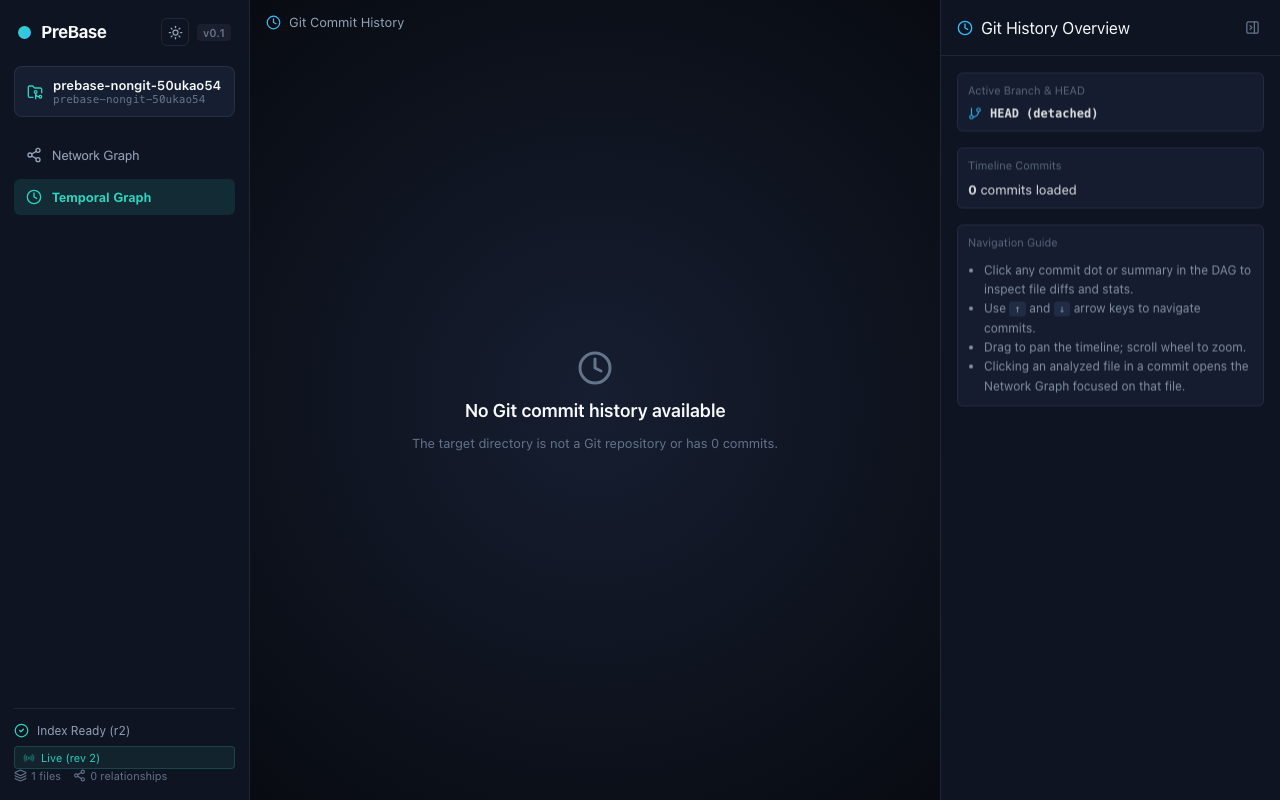 PreBase
v0.1
prebase-nongit-50ukao54
prebase-nongit-50ukao54
Network Graph
Temporal Graph
Index Ready (r2)
Live (rev 2)
1 files
0 relationships
Git Commit History
No Git commit history available
The target directory is not a Git repository or has 0 commits.
Git History Overview
Active Branch & HEAD
HEAD (detached)
Timeline Commits
0 commits loaded
Navigation Guide
• Click any commit dot or summary in the DAG to
inspect file diffs and stats.
• Use ↑ and ↓ arrow keys to navigate
commits.
• Drag to pan the timeline; scroll wheel to zoom.
• Clicking an analyzed file in a commit opens the
Network Graph focused on that file.